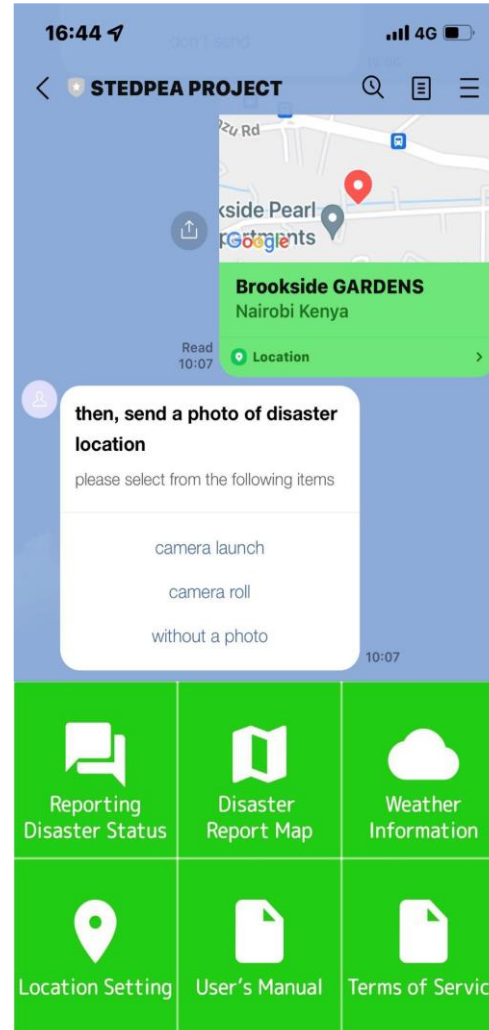 16:44
4G
STEDPEA PROJECT
zu Rd
kside Pearl
Google
Brookside GARDENS
Nairobi Kenya
Read
10:07
Location
then, send a photo of disaster
location
please select from the following items
camera launch
camera roll
without a photo
10:07
Reporting
Disaster Status
Disaster
Report Map
Weather
Information
Location Setting
User's Manual
Terms of Servic